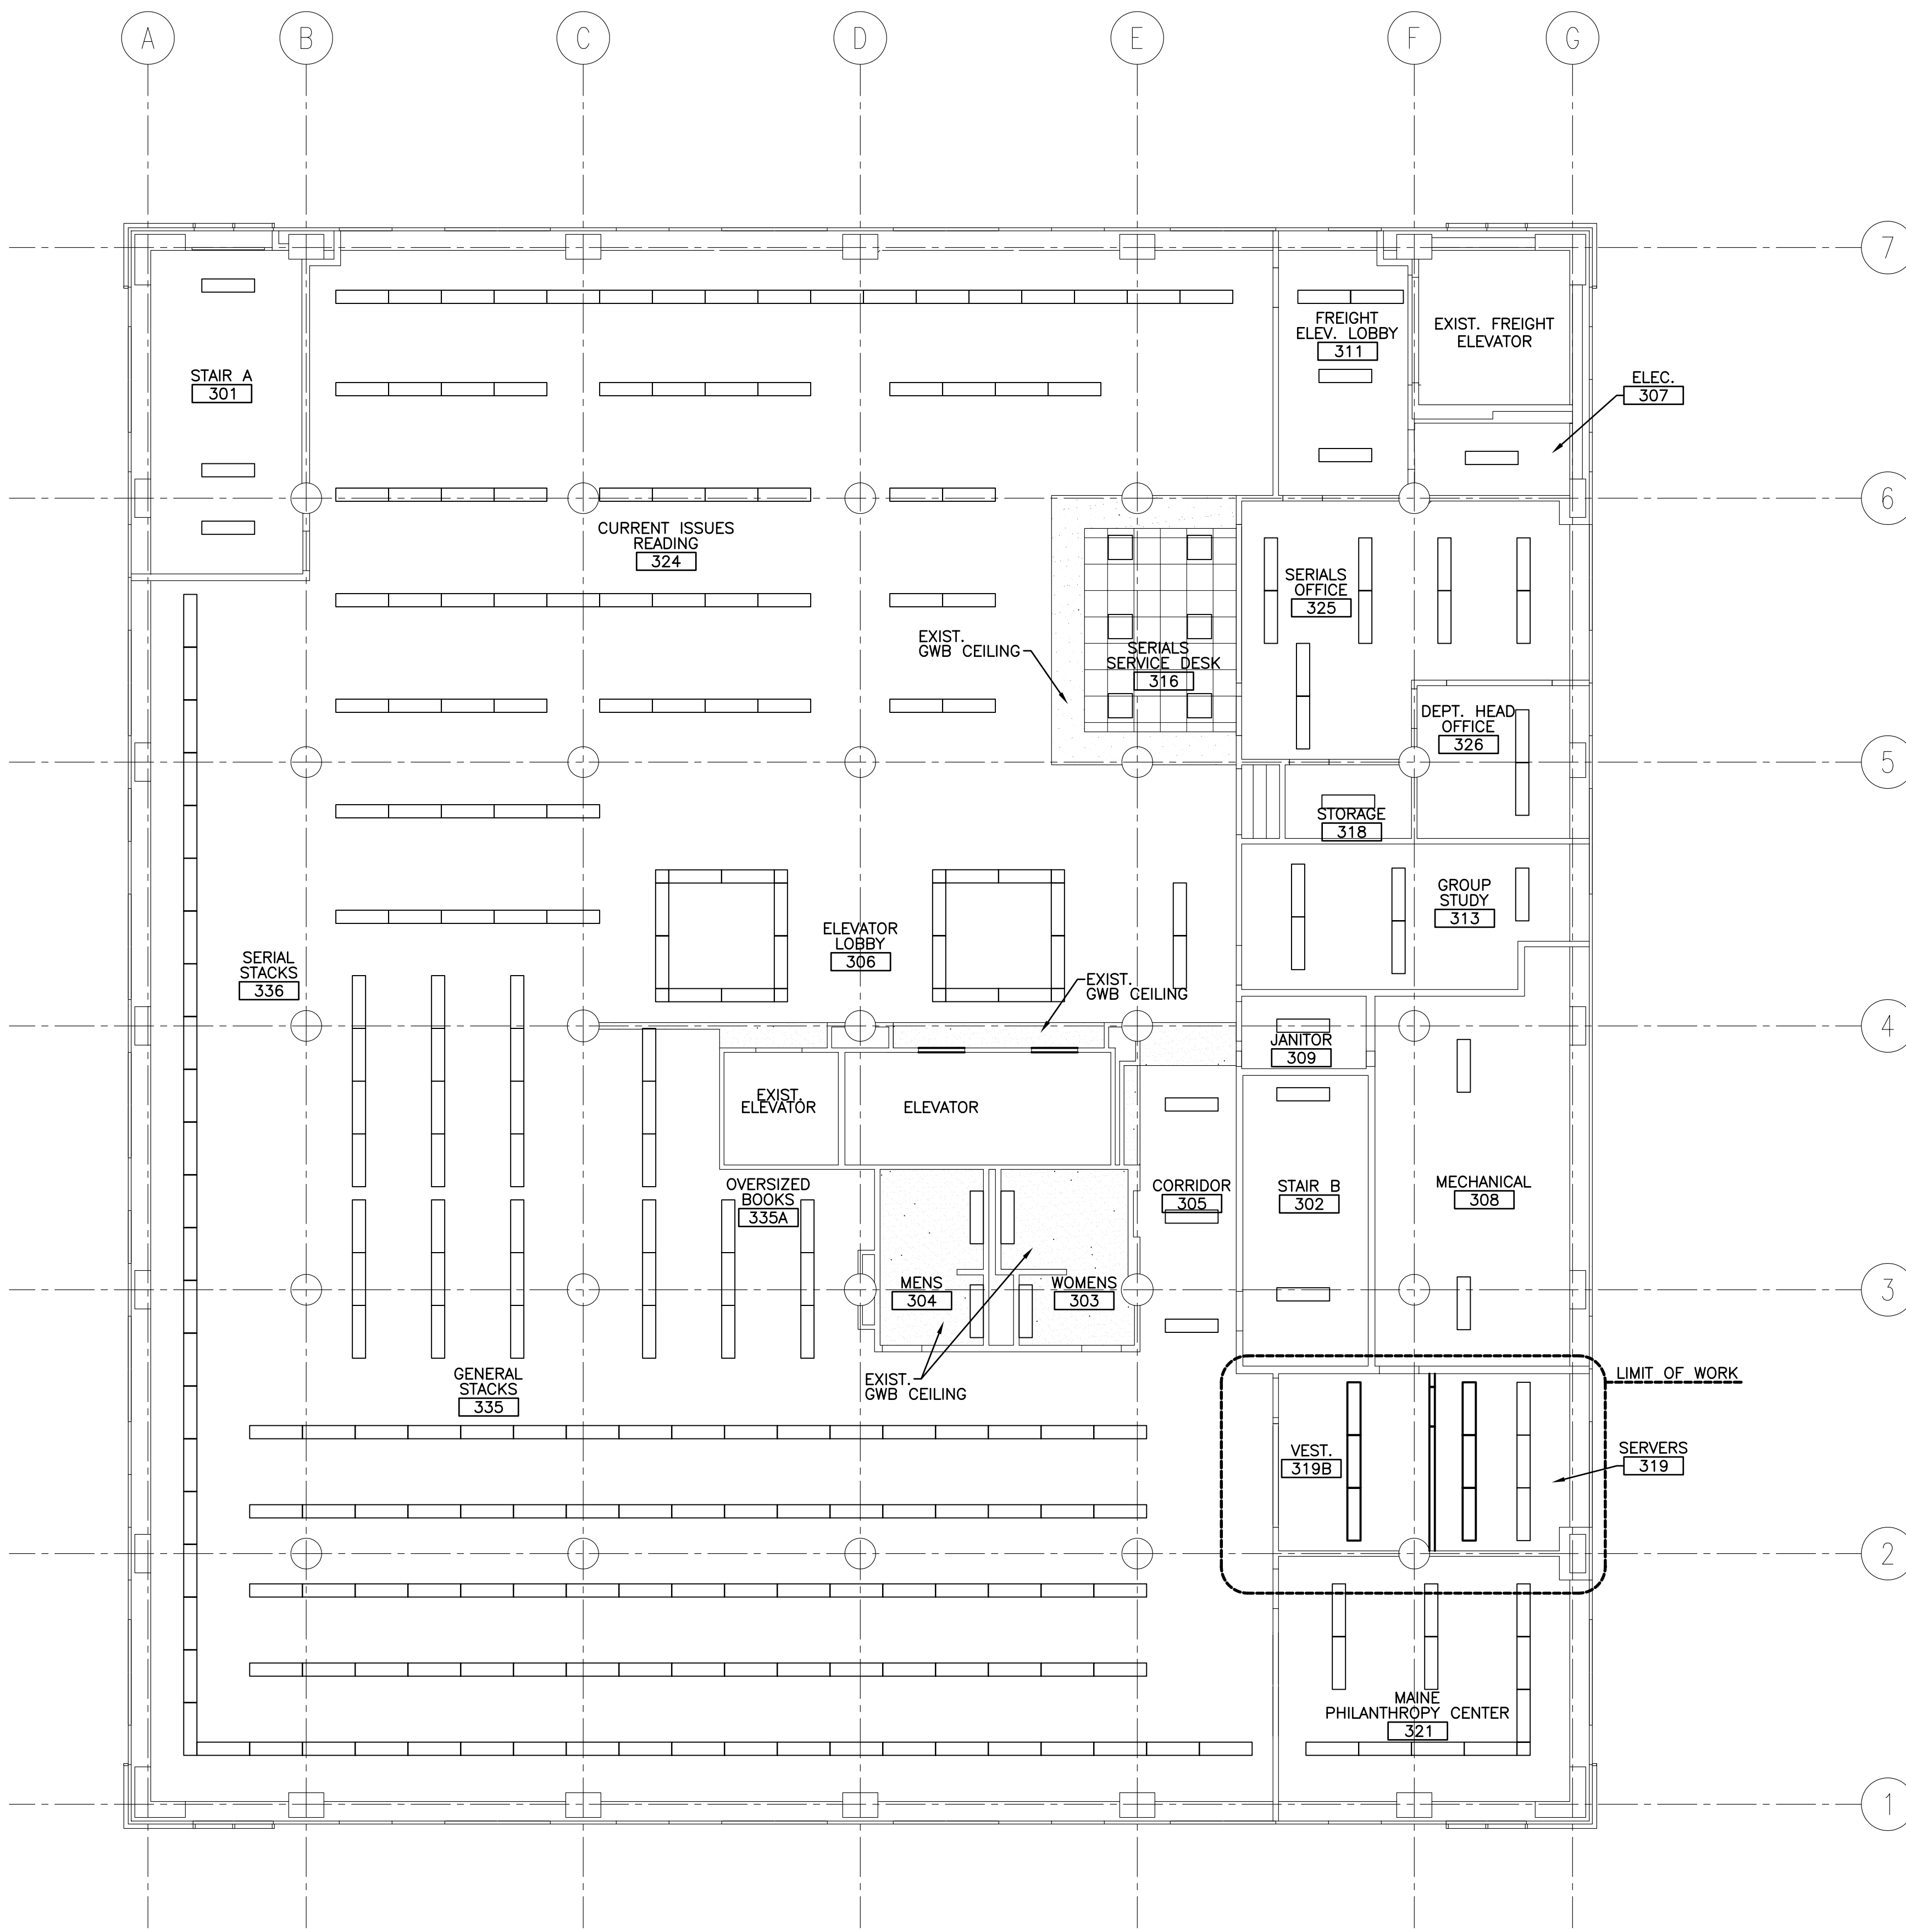 A
B
C
D
E
F
G
7
FREIGHT
ELEV. LOBBY
311
EXIST. FREIGHT
ELEVATOR
STAIR A
301
ELEC.
307
6
CURRENT ISSUES
READING
324
SERIALS
OFFICE
325
EXIST.
GWB CEILING
SERIALS
SERVICE DESK
316
DEPT. HEAD
OFFICE
326
5
STORAGE
318
GROUP
STUDY
313
ELEVATOR
LOBBY
306
SERIAL
STACKS
336
EXIST.
GWB CEILING
4
JANITOR
309
EXIST.
ELEVATOR
ELEVATOR
OVERSIZED
BOOKS
335A
CORRIDOR
305
STAIR B
302
MECHANICAL
308
MENS
304
WOMENS
303
3
GENERAL
STACKS
335
EXIST.
GWB CEILING
LIMIT OF WORK
VEST.
319B
SERVERS
319
2
MAINE
PHILANTHROPY CENTER
321
1